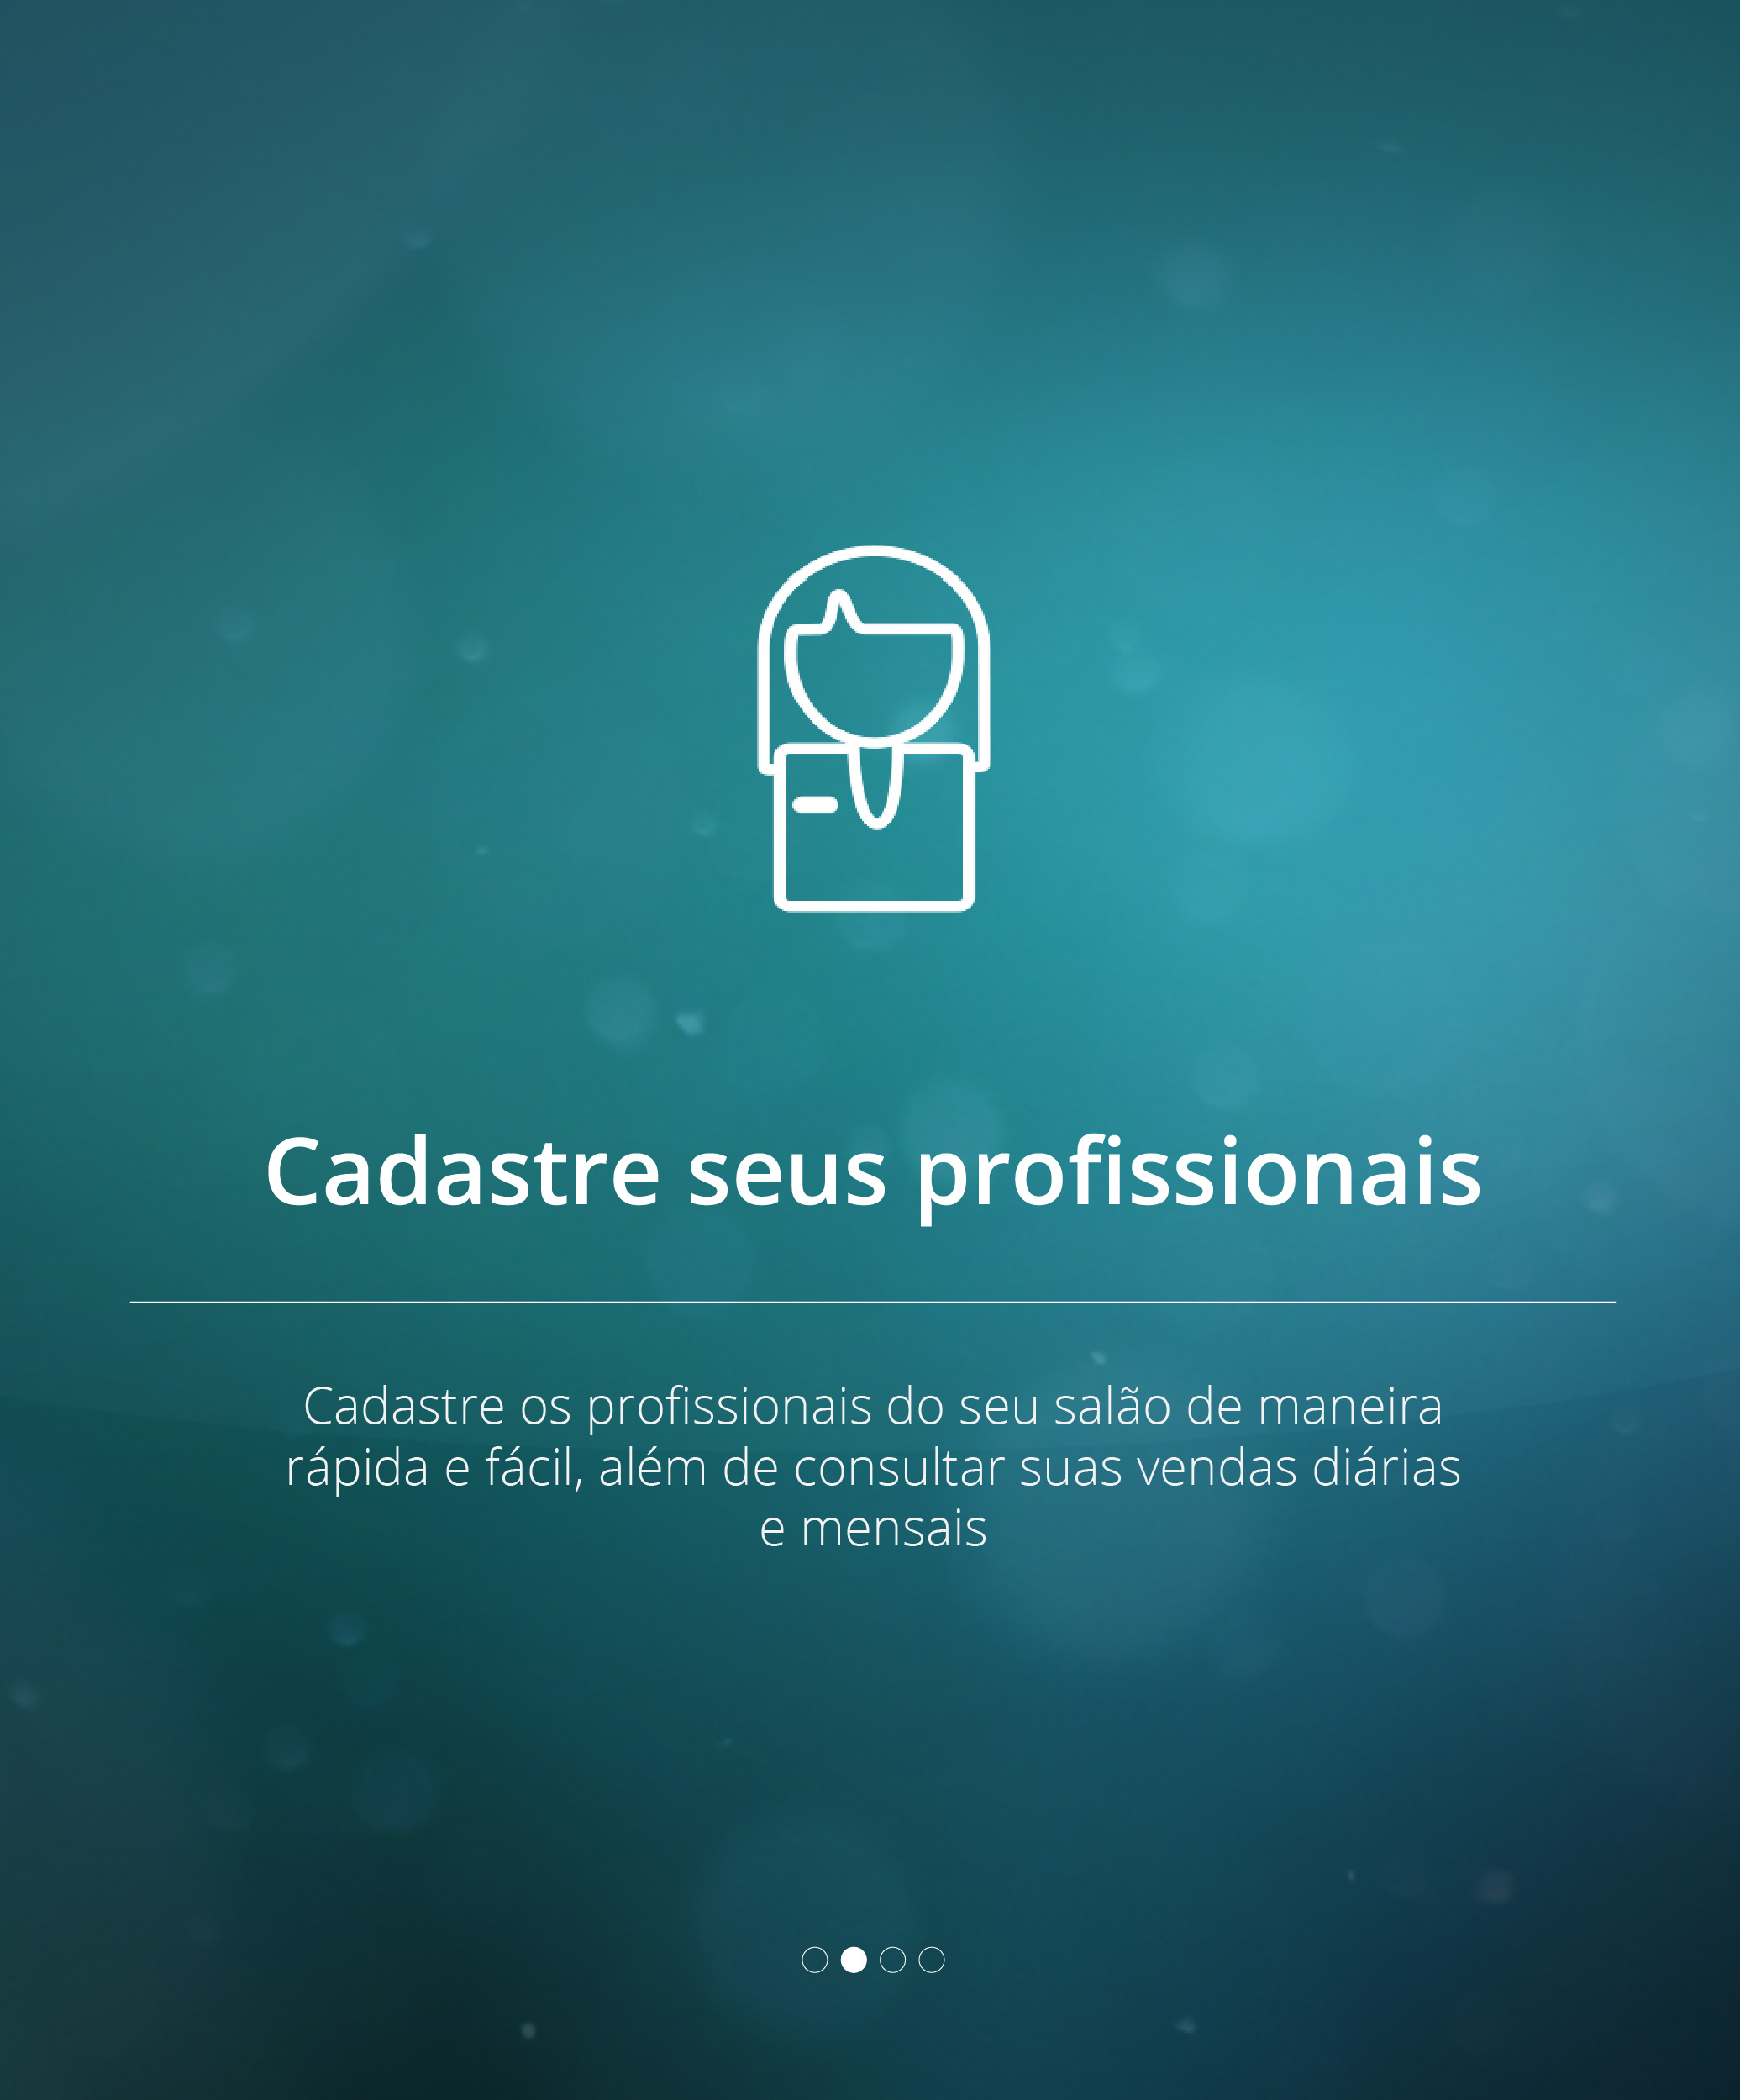 Cadastre seus profissionais
Cadastre os profissionais do seu salão de maneira
rápida e fácil, além de consultar suas vendas diárias
e mensais